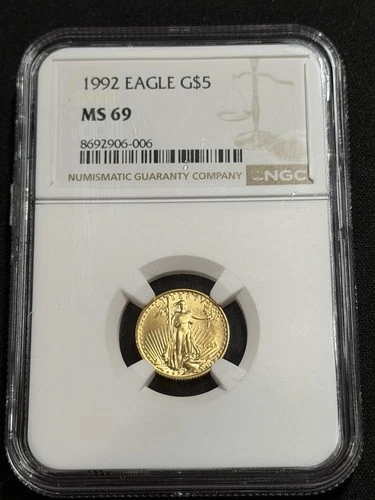 1992 EAGLE G$5
MS 69
8692906-006
NUMISMATIC GUARANTY COMPANY
NGC